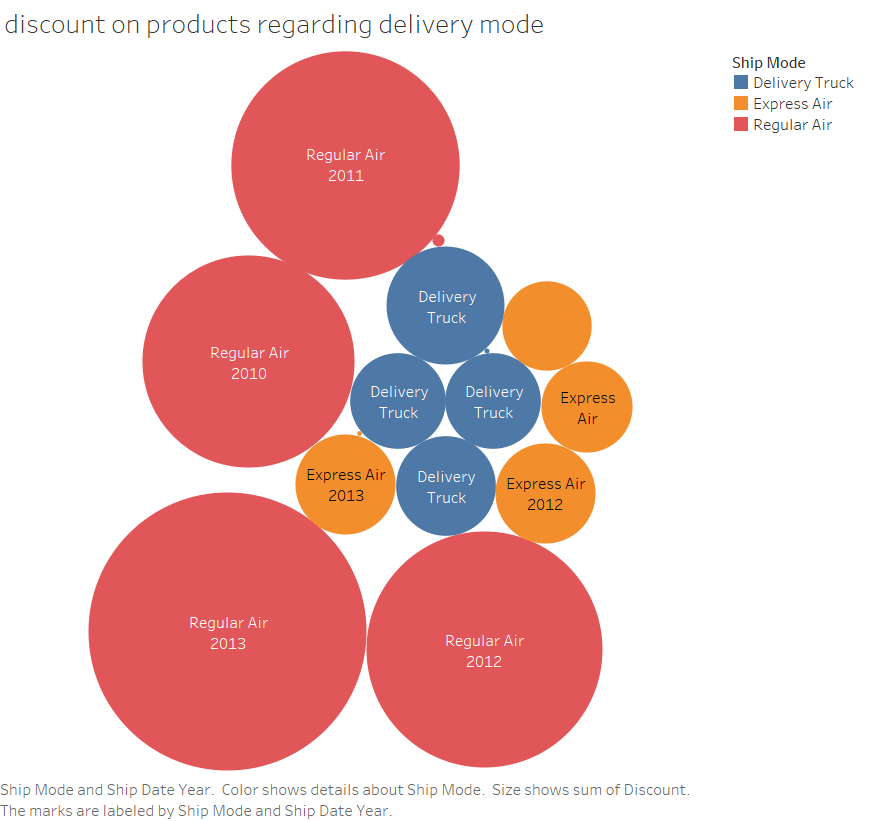 discount on products regarding delivery mode
Ship Mode
Delivery Truck
Express Air
Regular Air
Regular Air
2011
Delivery
Truck
Regular Air
2010
Delivery
Truck
Delivery
Truck
Express
Air
Express Air
2013
Delivery
Truck
Express Air
2012
Regular Air
2013
Regular Air
2012
Ship Mode and Ship Date Year.  Color shows details about Ship Mode.  Size shows sum of Discount.
The marks are labeled by Ship Mode and Ship Date Year.